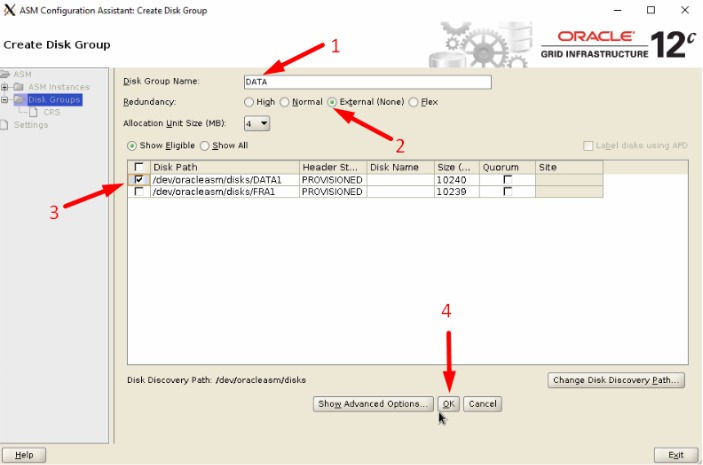 ASM Configuration Assistant: Create Disk Group
Create Disk Group
ORACLE
GRID INFRASTRUCTURE 12c
1
ASM
ASM Instances
Disk Groups
CRS
Settings
Disk Group Name: DATA
Redundancy: High Normal External (None) Flex
2
Allocation Unit Size (MB): 4
Show Eligible Show All Label disks using AFD
Disk Path Header St... Disk Name Size (... Quorum Site
/dev/oracleasm/disks/DATA1 PROVISIONED 10240
/dev/oracleasm/disks/FRA1 PROVISIONED 10239
3
4
Disk Discovery Path: /dev/oracleasm/disks Change Disk Discovery Path...
Show Advanced Options... OK Cancel
Help Exit